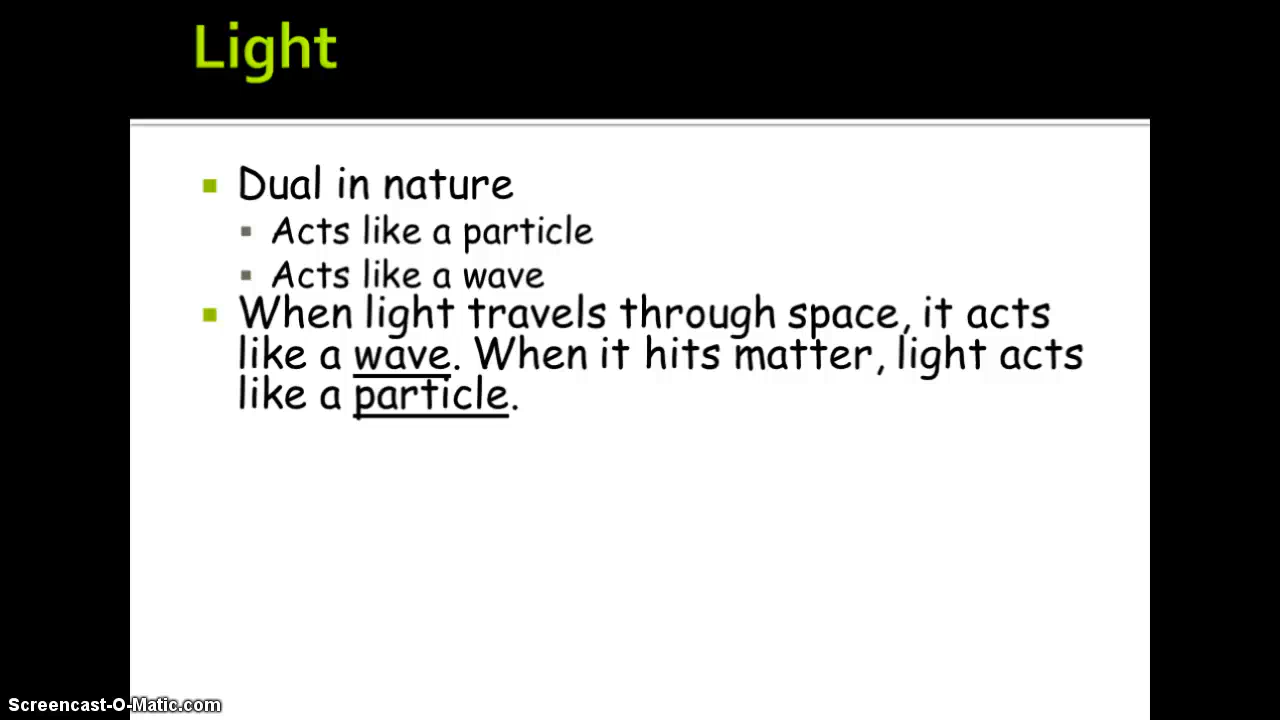 Light
Dual in nature
Acts like a particle
Acts like a wave
When light travels through space, it acts
like a wave. When it hits matter, light acts
like a particle.
Screencast-O-Matic.com